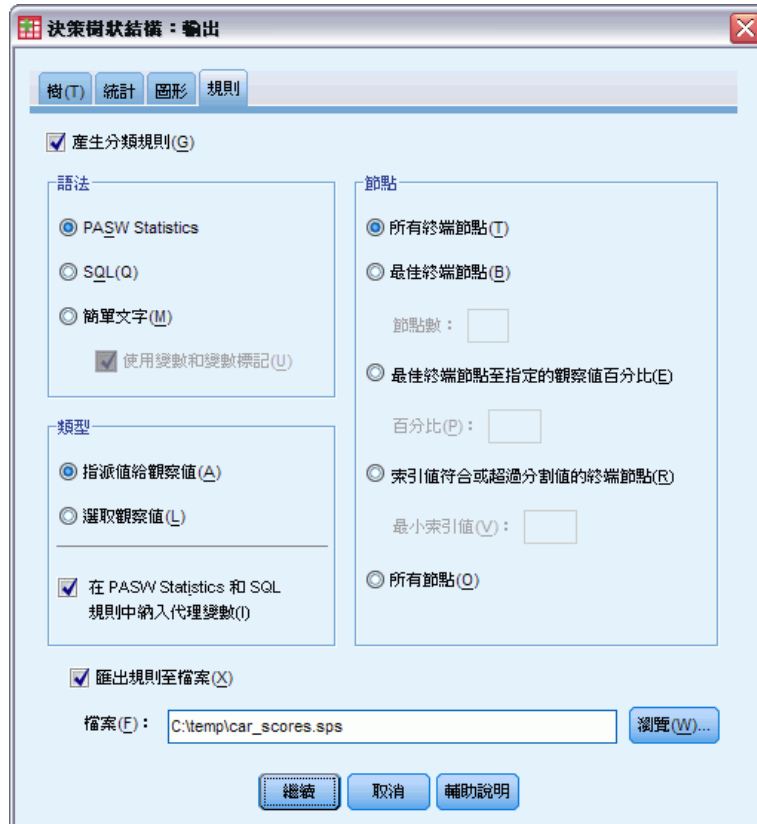 決策樹狀結構：輸出
樹(T) 統計 圖形 規則
產生分類規則(G)
語法
PASW Statistics
SQL(Q)
簡單文字(M)
使用變數和變數標記(U)
類型
指派值給觀察值(A)
選取觀察值(L)
在 PASW Statistics 和 SQL
規則中納入代理變數(I)
節點
所有終端節點(T)
最佳終端節點(B)
節點數：
最佳終端節點至指定的觀察值百分比(E)
百分比(P)：
索引值符合或超過分割值的終端節點(R)
最小索引值(V)：
所有節點(O)
匯出規則至檔案(X)
檔案(F)： C:\temp\car_scores.sps 瀏覽(W)...
繼續 取消 輔助說明